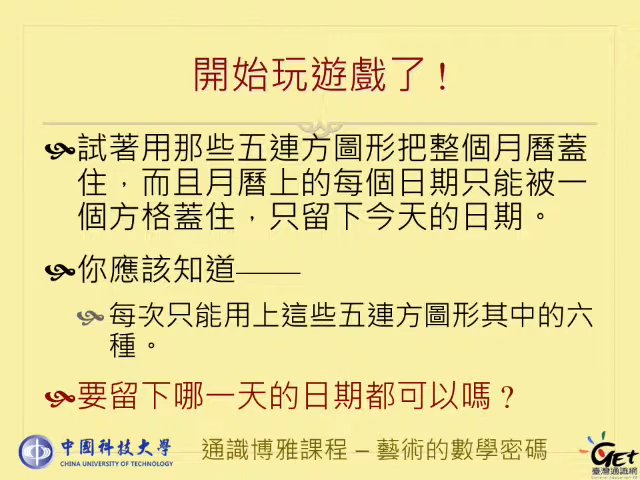 開始玩遊戲了!
試著用那些五連方圖形把整個月曆蓋
住，而且月曆上的每個日期只能被一
個方格蓋住，只留下今天的日期。
你應該知道——
每次只能用上這些五連方圖形其中的六
種。
要留下哪一天的日期都可以嗎?
中國科技大學
CHINA UNIVERSITY OF TECHNOLOGY
通識博雅課程 – 藝術的數學密碼
GET
臺灣通識網